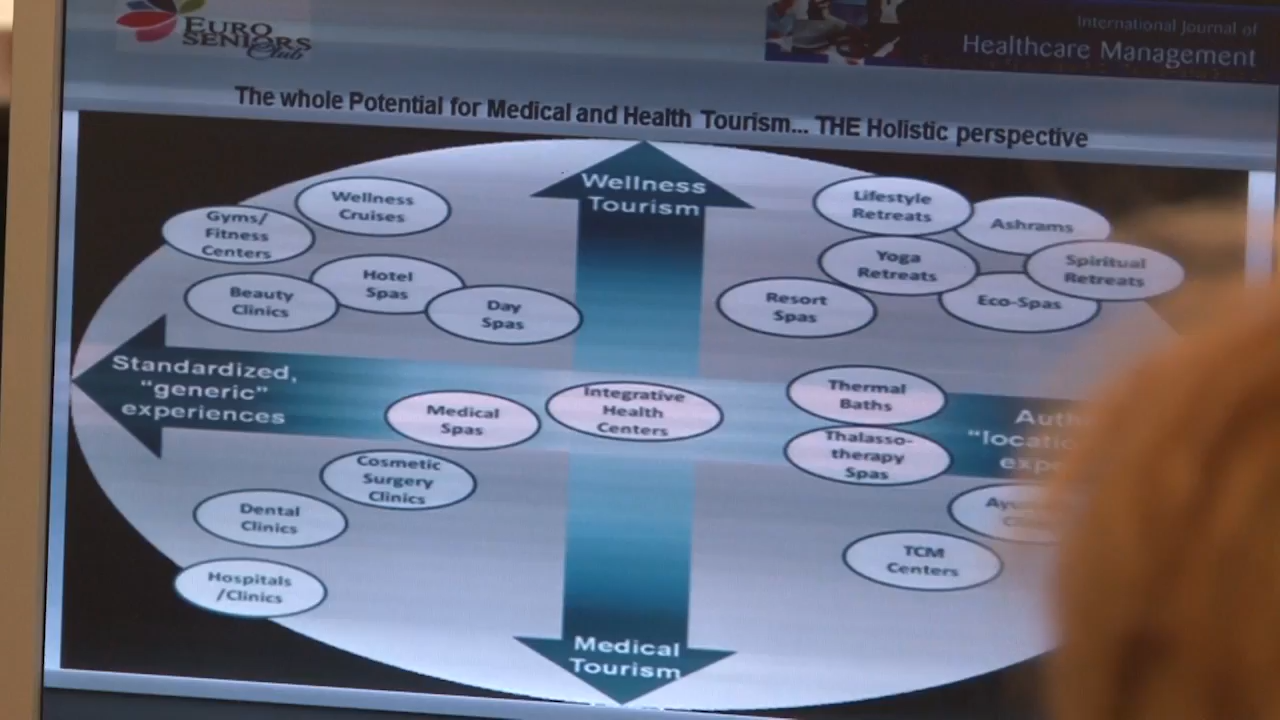 EURO
SENIORS
Club
International Journal of
Healthcare Management
The whole Potential for Medical and Health Tourism... THE Holistic perspective
Wellness
Tourism
Wellness
Cruises
Gyms/
Fitness
Centers
Hotel
Spas
Beauty
Clinics
Day
Spas
Lifestyle
Retreats
Ashrams
Yoga
Retreats
Spiritual
Retreats
Resort
Spas
Eco-Spas
Standardized,
"generic"
experiences
Medical
Spas
Integrative
Health
Centers
Thermal
Baths
Thalasso-
therapy
Spas
Cosmetic
Surgery
Clinics
Dental
Clinics
Hospitals
/Clinics
TCM
Centers
Medical
Tourism